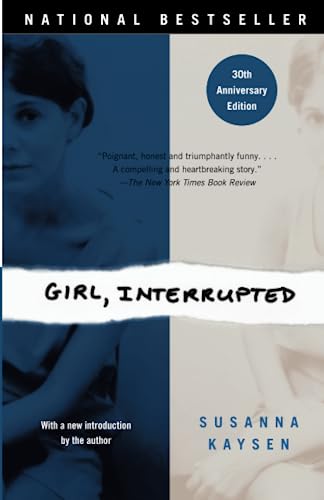 NATIONAL BESTSELLER
30th
Anniversary
Edition
"Poignant, honest and triumphantly funny. . . .
A compelling and heartbreaking story."
—The New York Times Book Review
GIRL, INTERRUPTED
With a new introduction
by the author
SUSANNA
KAYSEN